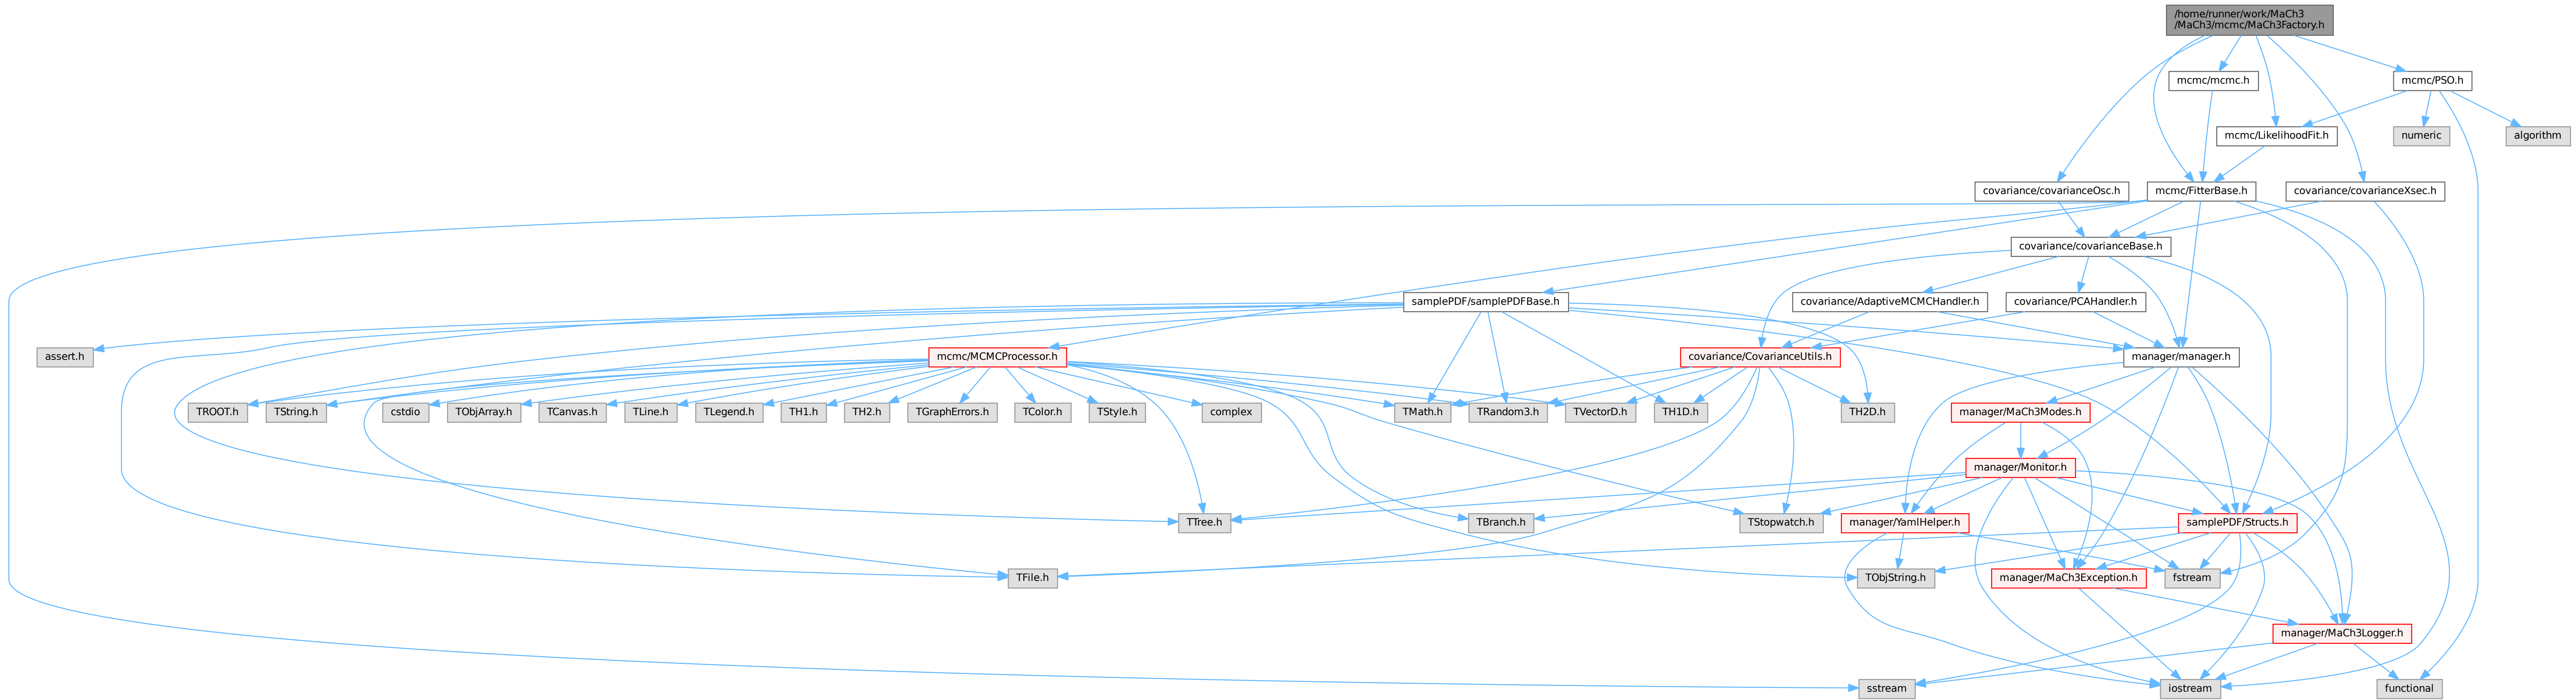 /home/runner/work/MaCh3
/MaCh3/mcmc/MaCh3Factory.h
mcmc/mcmc.h
mcmc/PSO.h
mcmc/LikelihoodFit.h
numeric
algorithm
covariance/covarianceOsc.h
mcmc/FitterBase.h
covariance/covarianceXsec.h
covariance/covarianceBase.h
samplePDF/samplePDFBase.h
covariance/AdaptiveMCMCHandler.h
covariance/PCAHandler.h
assert.h
mcmc/MCMCProcessor.h
covariance/CovarianceUtils.h
manager/manager.h
TROOT.h
TString.h
cstdio
TObjArray.h
TCanvas.h
TLine.h
TLegend.h
TH1.h
TH2.h
TGraphErrors.h
TColor.h
TStyle.h
complex
TMath.h
TRandom3.h
TVectorD.h
TH1D.h
TH2D.h
manager/MaCh3Modes.h
manager/Monitor.h
TTree.h
TBranch.h
TStopwatch.h
manager/YamlHelper.h
samplePDF/Structs.h
TFile.h
TObjString.h
manager/MaCh3Exception.h
fstream
manager/MaCh3Logger.h
sstream
iostream
functional